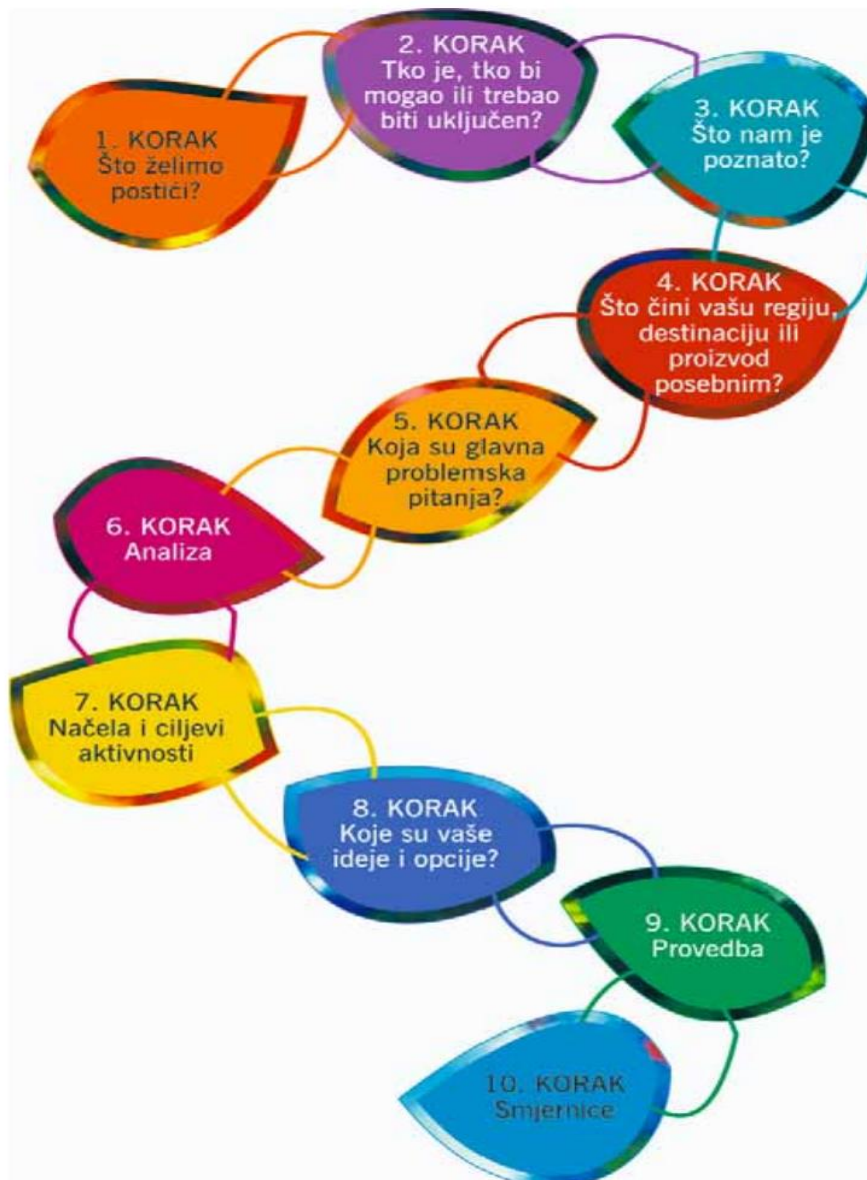 1. KORAK
Što želimo
postići?
2. KORAK
Tko je, tko bi
mogao ili trebao
biti uključen?
3. KORAK
Što nam je
poznato?
4. KORAK
Što čini vašu regiju,
destinaciju ili
proizvod
posebnim?
5. KORAK
Koja su glavna
problemska
pitanja?
6. KORAK
Analiza
7. KORAK
Načela i ciljevi
aktivnosti
8. KORAK
Koje su vaše
ideje i opcije?
9. KORAK
Provedba
10. KORAK
Smjernice